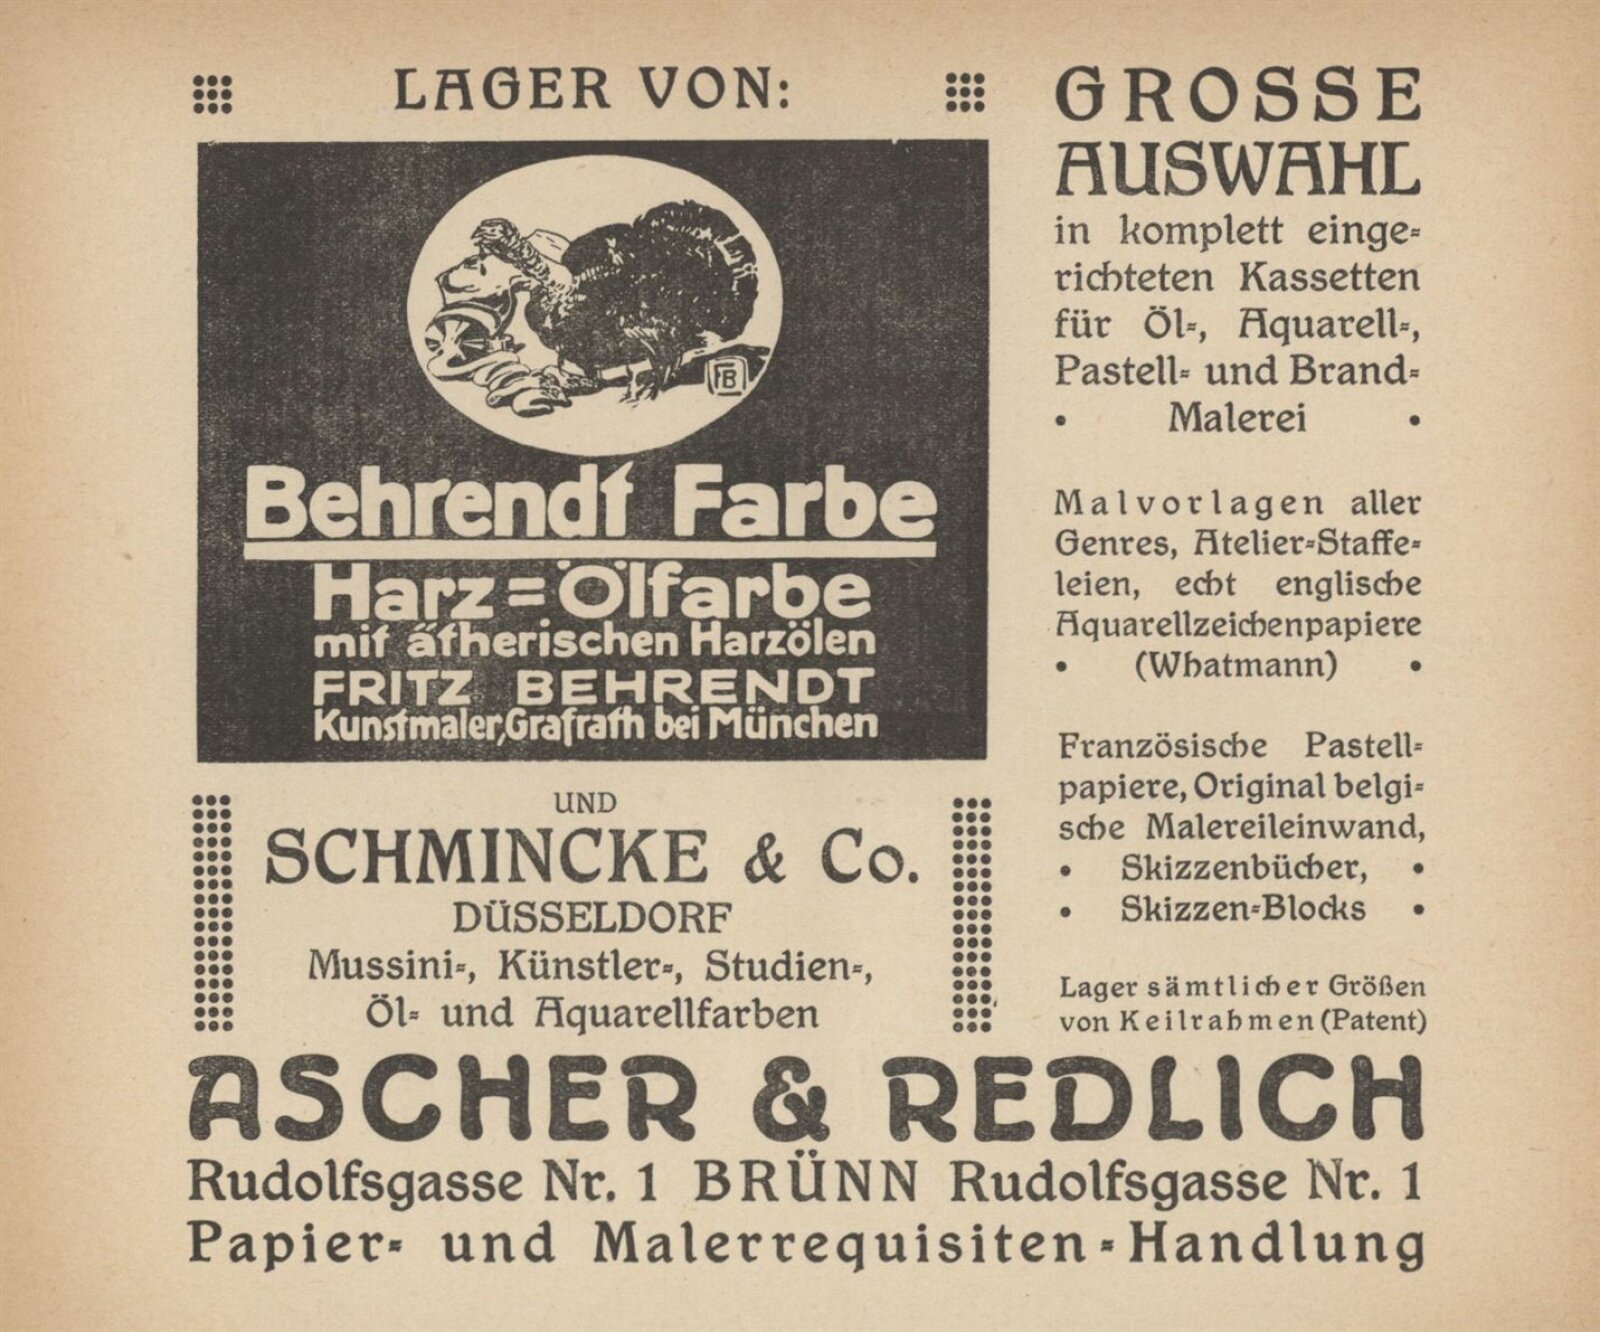 LAGER VON:
FB
Behrendt Farbe
Harz=Ölfarbe
mit ätherischen Harzölen
FRITZ BEHRENDT
Kunstmaler, Grafrath bei München
UND
SCHMINCKE & Co.
DÜSSELDORF
Mussini-, Künstler-, Studien-,
Öl- und Aquarellfarben
GROSSE
AUSWAHL
in komplett einge-
richteten Kassetten
für Öl-, Aquarell-,
Pastell- und Brand-
• Malerei •
Malvorlagen aller
Genres, Atelier-Staffe-
leien, echt englische
Aquarellzeichenpapiere
• (Whatmann) •
Französische Pastell-
papiere, Original belgi-
sche Malereileinwand,
• Skizzenbücher, •
• Skizzen-Blocks •
Lager sämtlicher Größen
von Keilrahmen (Patent)
ASCHER & REDLICH
Rudolfsgasse Nr. 1 BRÜNN Rudolfsgasse Nr. 1
Papier- und Malerrequisiten-Handlung